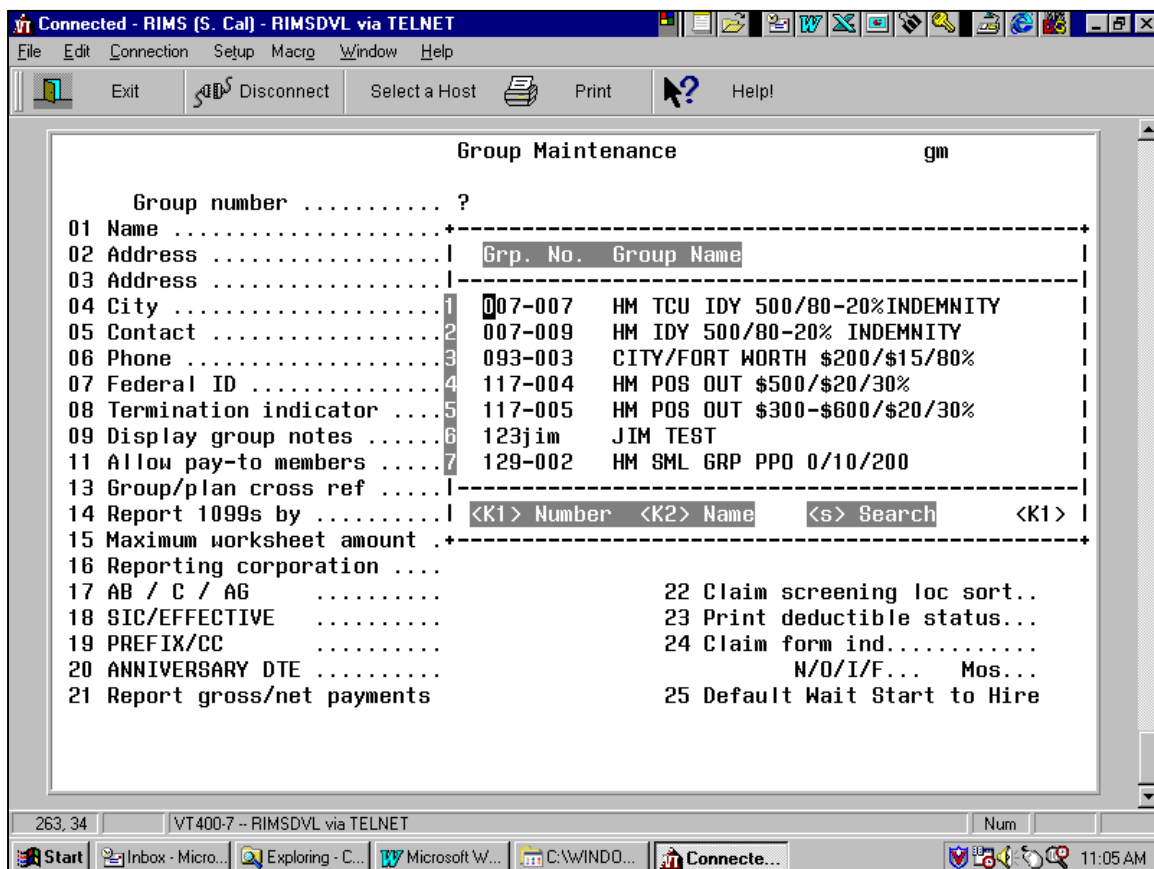 Connected - RIMS (S. Cal) - RIMSDVL via TELNET
File Edit Connection Setup Macro Window Help
Exit Disconnect Select a Host Print Help!
Group Maintenance gm
Group number ........... ?
01 Name .....................
02 Address ..................
03 Address ..................
04 City .....................
05 Contact ..................
06 Phone ....................
07 Federal ID ...............
08 Termination indicator ....
09 Display group notes ......
11 Allow pay-to members .....
13 Group/plan cross ref .....
14 Report 1099s by ..........
15 Maximum worksheet amount .
16 Reporting corporation ....
17 AB / C / AG ..........
18 SIC/EFFECTIVE ..........
19 PREFIX/CC ..........
20 ANNIVERSARY DTE ..........
21 Report gross/net payments
Grp. No. Group Name
1 007-007 HM TCU IDY 500/80-20%INDEMNITY
2 007-009 HM IDY 500/80-20% INDEMNITY
3 093-003 CITY/FORT WORTH $200/$15/80%
4 117-004 HM POS OUT $500/$20/30%
5 117-005 HM POS OUT $300-$600/$20/30%
6 123jim JIM TEST
7 129-002 HM SML GRP PPO 0/10/200
<K1> Number <K2> Name <s> Search <K1>
22 Claim screening loc sort..
23 Print deductible status...
24 Claim form ind............
N/O/I/F... Mos...
25 Default Wait Start to Hire
263, 34 VT400-7 -- RIMSDVL via TELNET Num
Start Inbox - Micro... Exploring - C... Microsoft W... C:\WINDO... Connecte... 11:05 AM